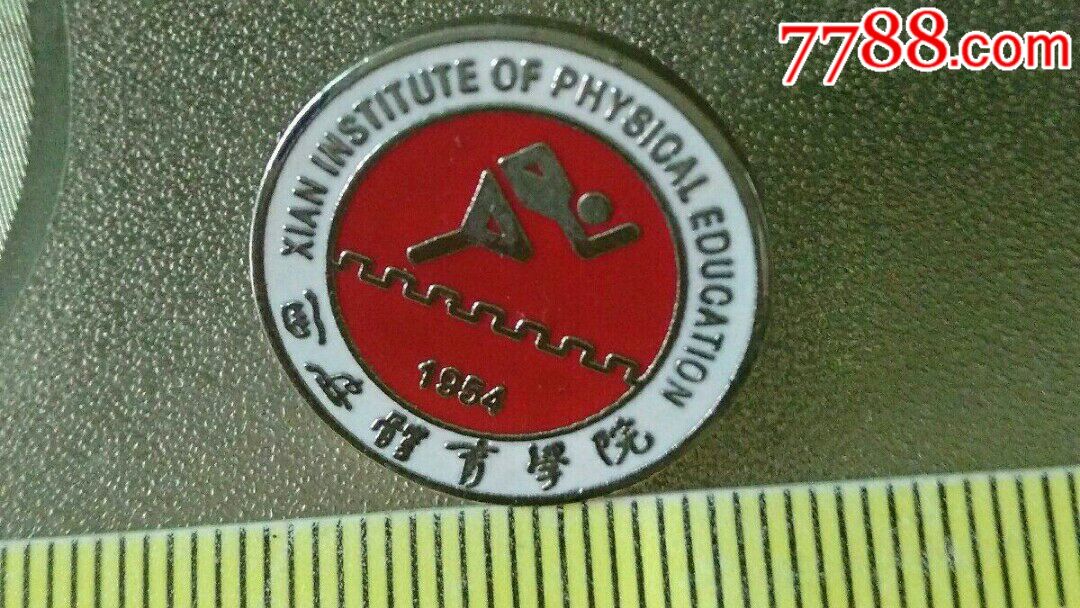 7788.com
XIAN INSTITUTE OF PHYSICAL EDUCATION
1954
西安體育學院